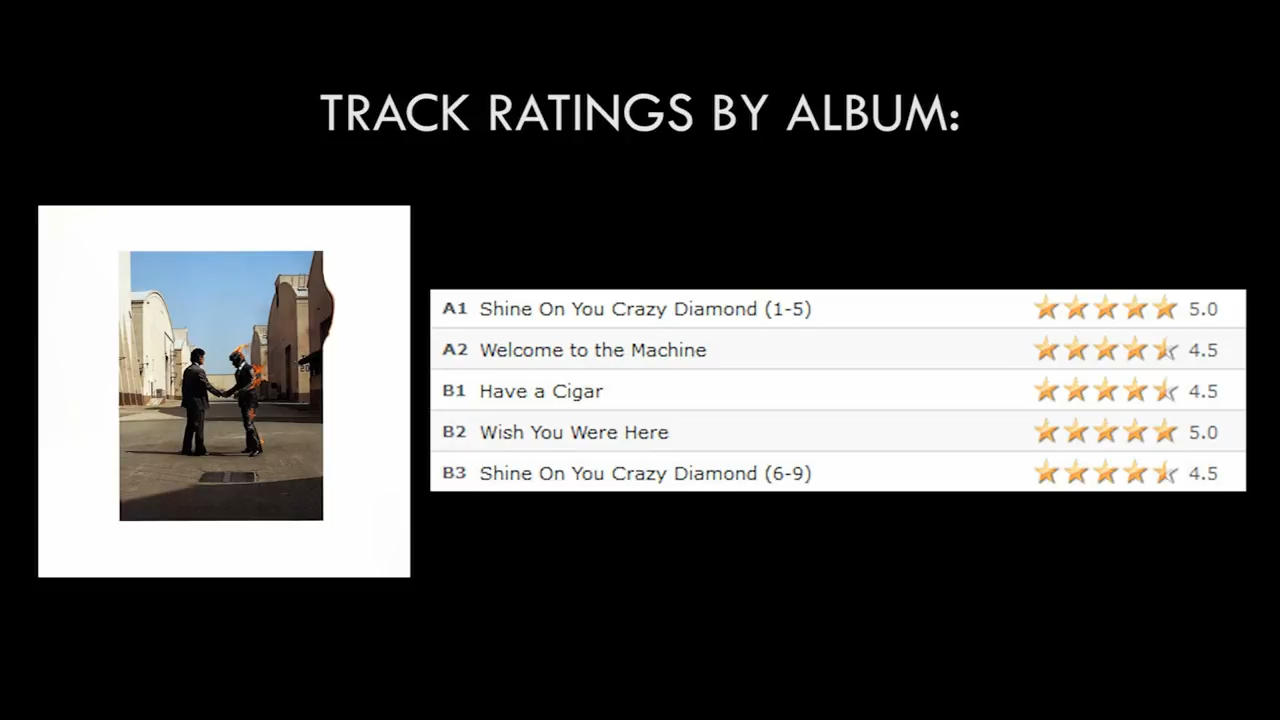 TRACK RATINGS BY ALBUM:
A1 Shine On You Crazy Diamond (1-5) 5.0
A2 Welcome to the Machine 4.5
B1 Have a Cigar 4.5
B2 Wish You Were Here 5.0
B3 Shine On You Crazy Diamond (6-9) 4.5